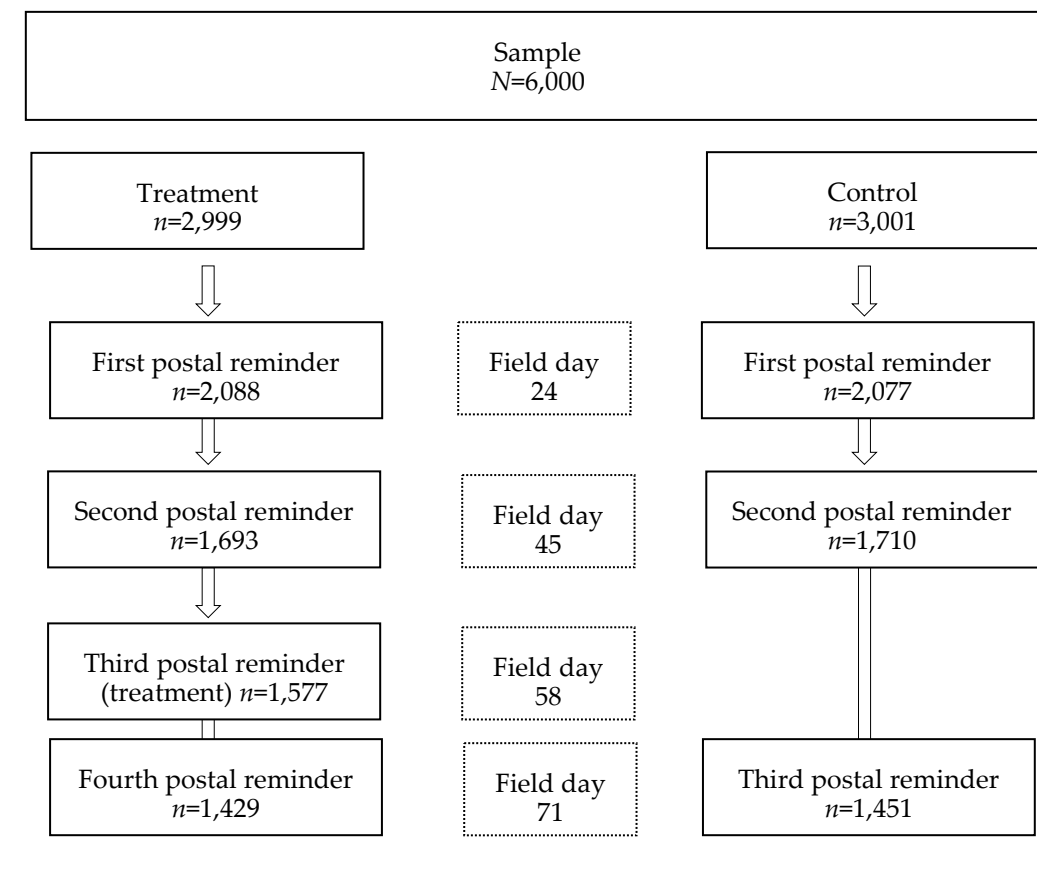 Sample
N=6,000
Treatment
n=2,999
Control
n=3,001
First postal reminder
n=2,088
Field day
24
First postal reminder
n=2,077
Second postal reminder
n=1,693
Field day
45
Second postal reminder
n=1,710
Third postal reminder
(treatment) n=1,577
Field day
58
Fourth postal reminder
n=1,429
Field day
71
Third postal reminder
n=1,451